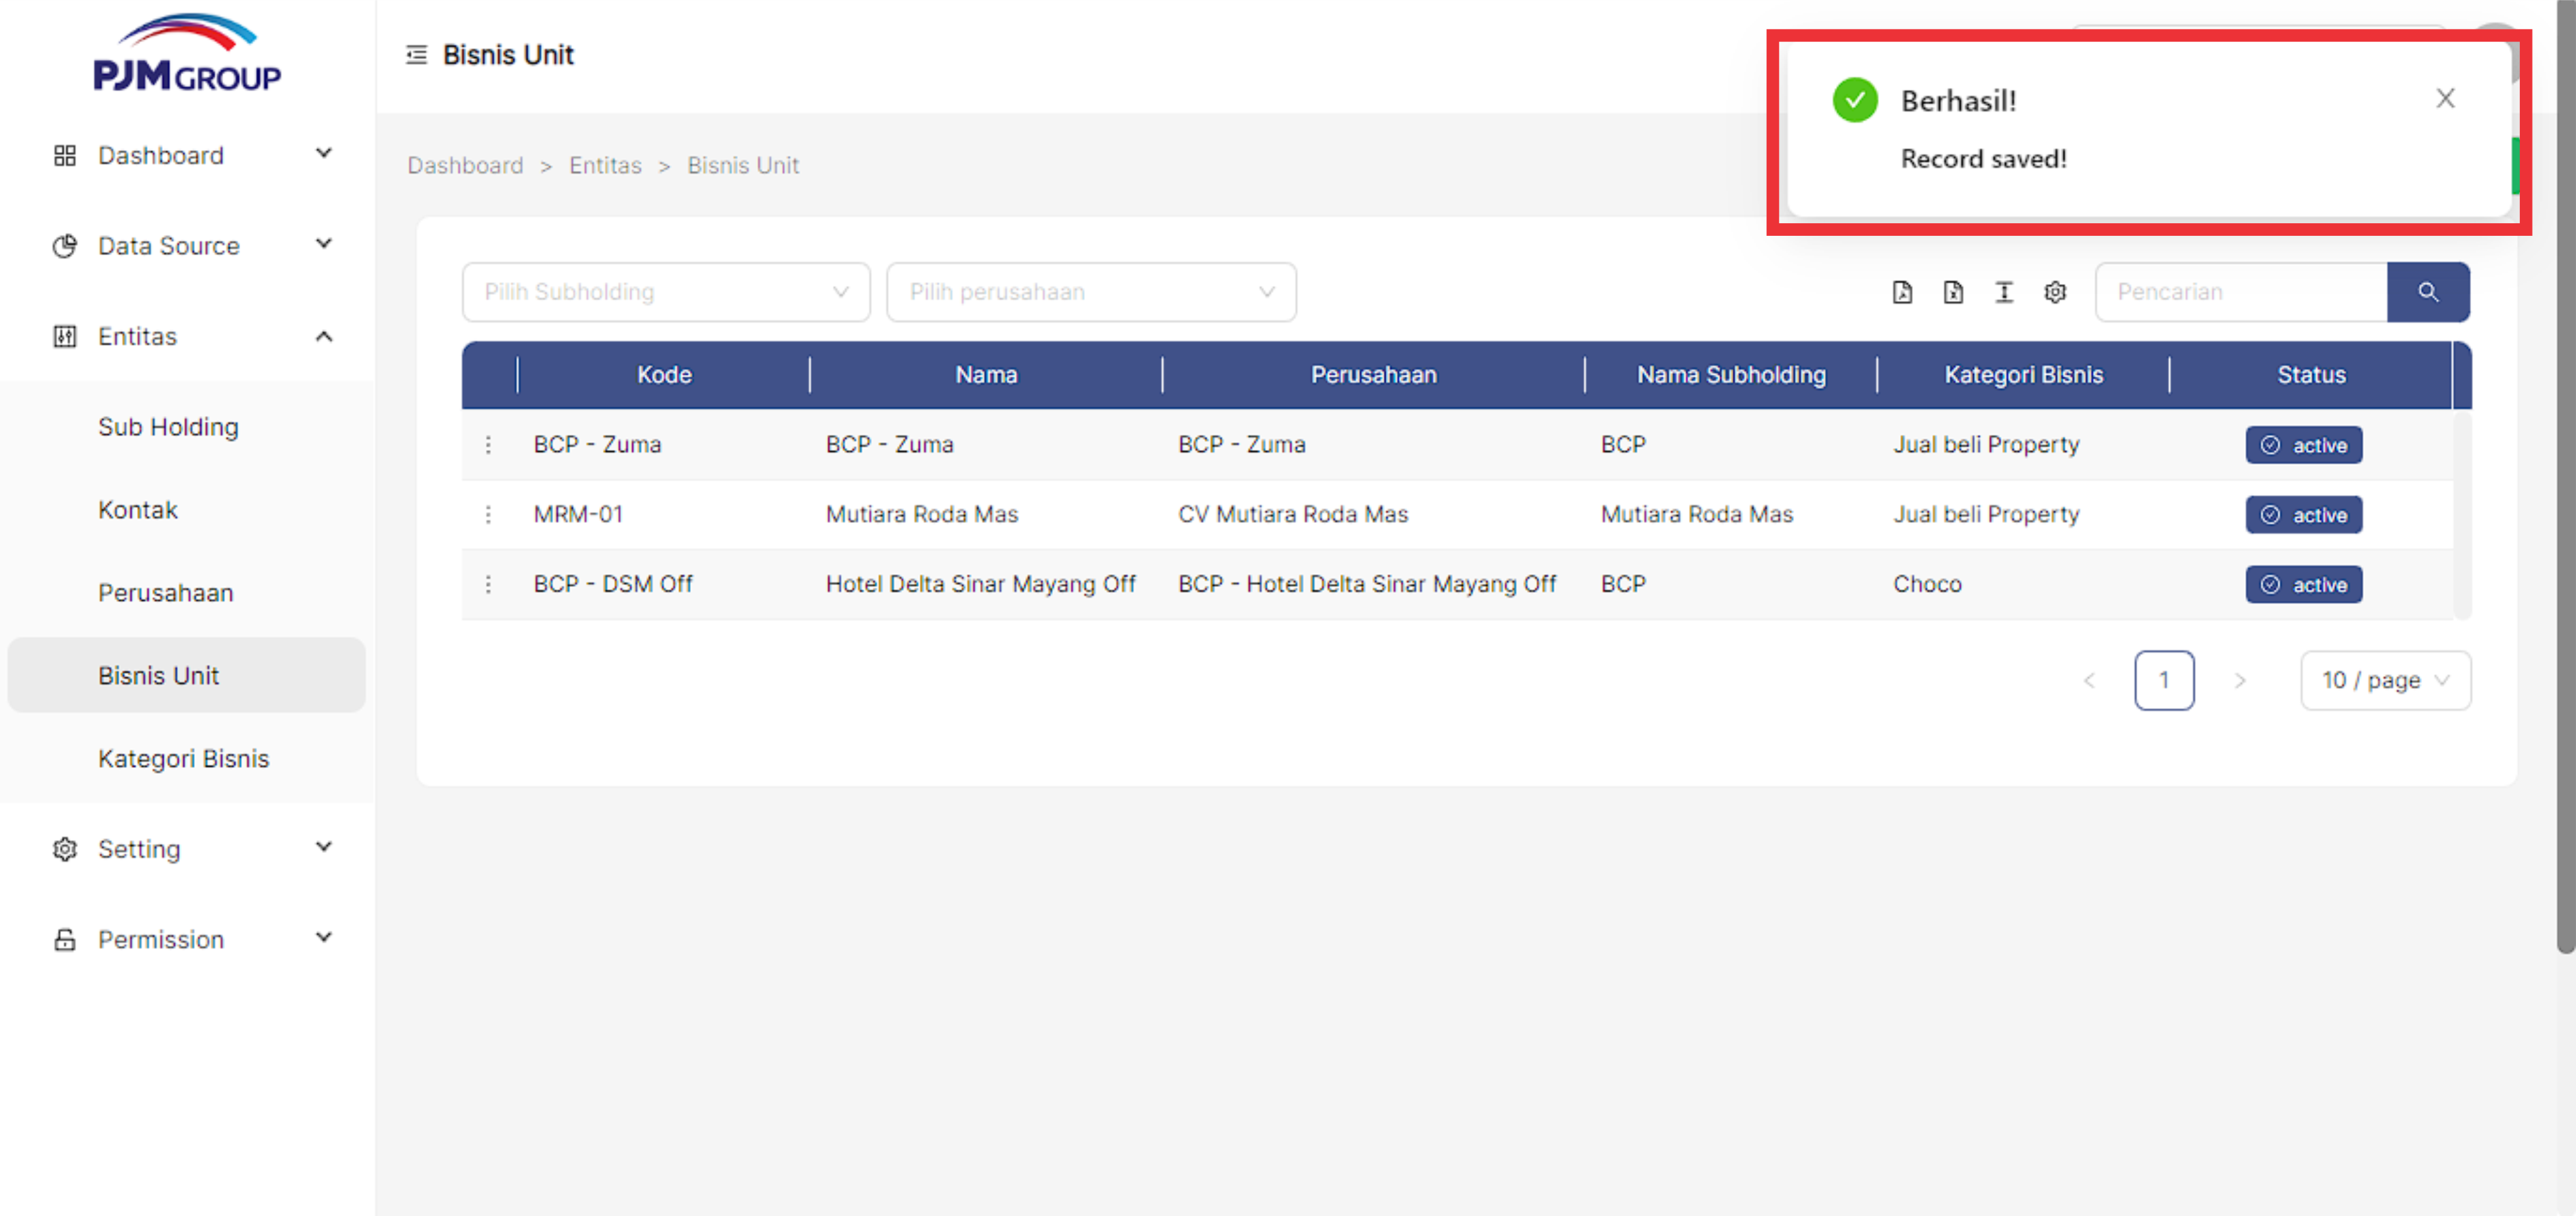 PJM GROUP
Dashboard
Data Source
Entitas
Sub Holding
Kontak
Perusahaan
Bisnis Unit
Kategori Bisnis
Setting
Permission
Bisnis Unit
Dashboard > Entitas > Bisnis Unit
Berhasil!
Record saved!
Pilih Subholding
Pilih perusahaan
Pencarian
Kode Nama Perusahaan Nama Subholding Kategori Bisnis Status
BCP - Zuma BCP - Zuma BCP - Zuma BCP Jual beli Property active
MRM-01 Mutiara Roda Mas CV Mutiara Roda Mas Mutiara Roda Mas Jual beli Property active
BCP - DSM Off Hotel Delta Sinar Mayang Off BCP - Hotel Delta Sinar Mayang Off BCP Choco active
< 1 > 10 / page